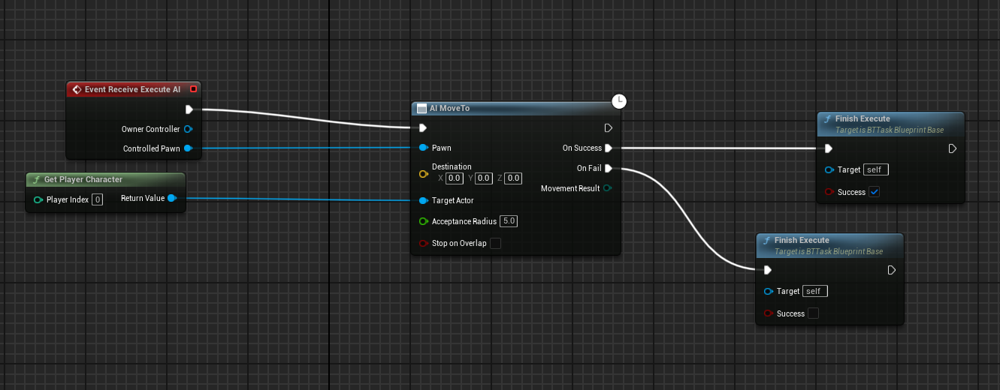 Event Receive Execute AI
Owner Controller
Controlled Pawn
Get Player Character
Player Index 0 Return Value
AI MoveTo
Pawn On Success
Destination On Fail
X 0.0 Y 0.0 Z 0.0
Movement Result
Target Actor
Acceptance Radius 5.0
Stop on Overlap
Finish Execute
Target is BTTask Blueprint Base
Target self
Success
Finish Execute
Target is BTTask Blueprint Base
Target self
Success